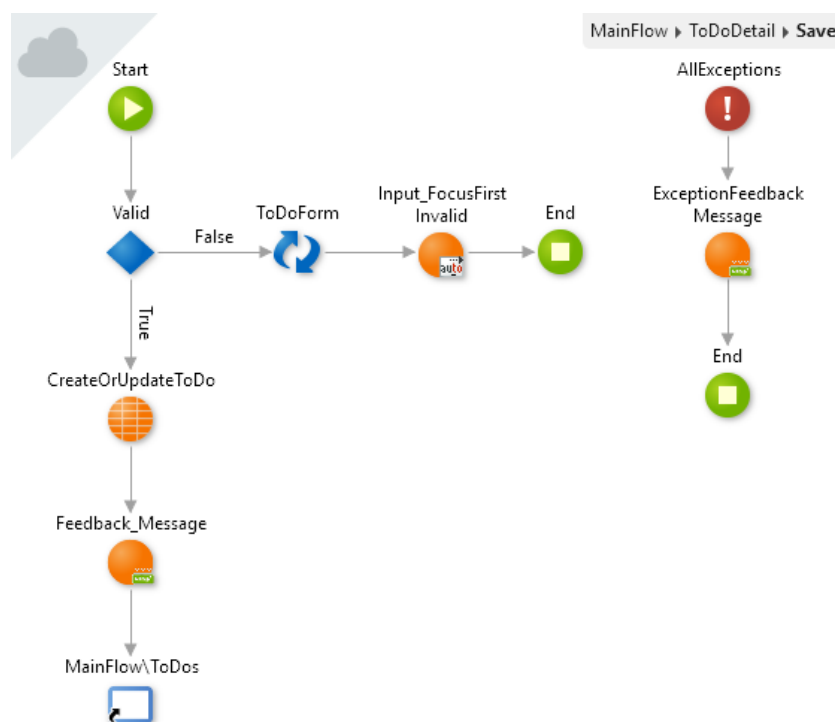 MainFlow ▸ ToDoDetail ▸ Save
Start
AllExceptions
Valid
False
ToDoForm
Input_FocusFirst
Invalid
End
ExceptionFeedback
Message
True
End
CreateOrUpdateToDo
Feedback_Message
MainFlow\ToDos
auto